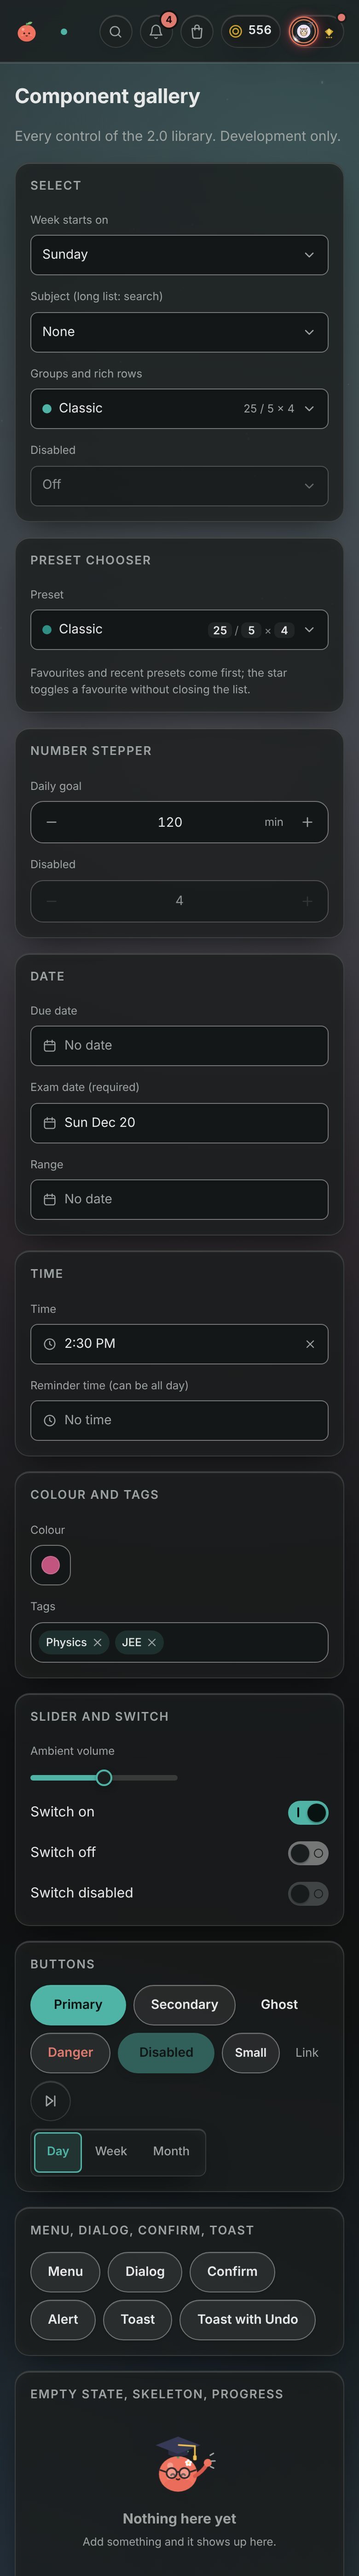 4
556
Component gallery
Every control of the 2.0 library. Development only.
SELECT
Week starts on
Sunday
Subject (long list: search)
None
Groups and rich rows
Classic 25 / 5 × 4
Disabled
Off
PRESET CHOOSER
Preset
Classic 25 / 5 × 4
Favourites and recent presets come first; the star
toggles a favourite without closing the list.
NUMBER STEPPER
Daily goal
− 120 min +
Disabled
− 4 +
DATE
Due date
No date
Exam date (required)
Sun Dec 20
Range
No date
TIME
Time
2:30 PM
Reminder time (can be all day)
No time
COLOUR AND TAGS
Colour
Tags
Physics JEE
SLIDER AND SWITCH
Ambient volume
Switch on
Switch off
Switch disabled
BUTTONS
Primary Secondary Ghost
Danger Disabled Small Link
Day Week Month
MENU, DIALOG, CONFIRM, TOAST
Menu Dialog Confirm
Alert Toast Toast with Undo
EMPTY STATE, SKELETON, PROGRESS
Nothing here yet
Add something and it shows up here.